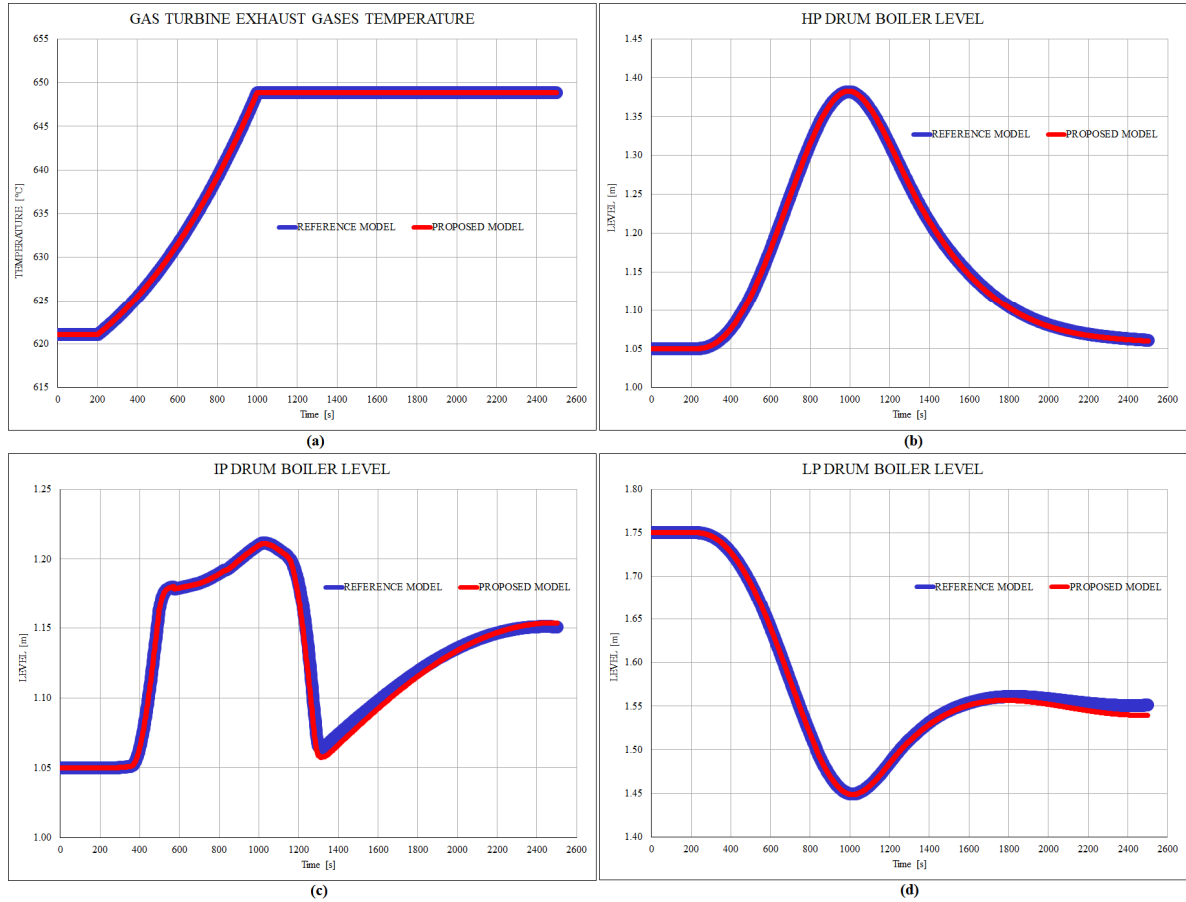 GAS TURBINE EXHAUST GASES TEMPERATURE
655
650
645
640
635
630
625
620
615
TEMPERATURE [ºC]
REFERENCE MODEL PROPOSED MODEL
0 200 400 600 800 1000 1200 1400 1600 1800 2000 2200 2400 2600
Time [s]
(a)
HP DRUM BOILER LEVEL
1.45
1.40
1.35
1.30
1.25
1.20
1.15
1.10
1.05
1.00
LEVEL [m]
REFERENCE MODEL PROPOSED MODEL
0 200 400 600 800 1000 1200 1400 1600 1800 2000 2200 2400 2600
Time [s]
(b)
IP DRUM BOILER LEVEL
1.25
1.20
1.15
1.10
1.05
1.00
LEVEL [m]
REFERENCE MODEL PROPOSED MODEL
0 200 400 600 800 1000 1200 1400 1600 1800 2000 2200 2400 2600
Time [s]
(c)
LP DRUM BOILER LEVEL
1.80
1.75
1.70
1.65
1.60
1.55
1.50
1.45
1.40
LEVEL [m]
REFERENCE MODEL PROPOSED MODEL
0 200 400 600 800 1000 1200 1400 1600 1800 2000 2200 2400 2600
Time [s]
(d)